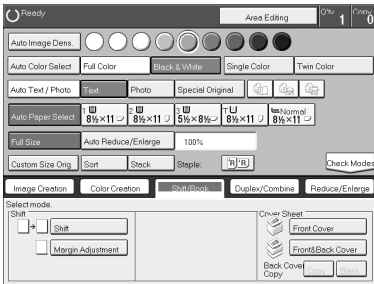 Ready Area Editing Qty 1 Copy 0
Auto Image Dens.
Auto Color Select Full Color Black & White Single Color Twin Color
Auto Text / Photo Text Photo Special Original
Auto Paper Select 1 8½×11 2 8½×11 3 5½×8½ T 8½×11 Normal 8½×11
Full Size Auto Reduce/Enlarge 100%
Custom Size Orig. Sort Stack Staple: R R Check Modes
Image Creation Color Creation Shift/Book Duplex/Combine Reduce/Enlarge
Select mode.
Shift Cover Sheet
Shift Front Cover
Margin Adjustment Front&Back Cover
Back Cover
Copy Copy Blank